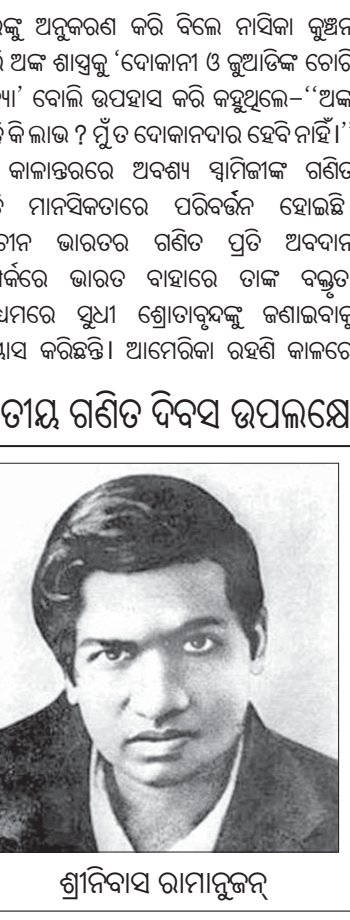 ଙ୍କୁ ଅନୁକରଣ କରି ବିଲେ ନାସିକା କୁଞ୍ଚନ
ଅଙ୍କ ଶାସ୍ତ୍ରକୁ ‘ଦୋକାନୀ ଓ ଜୁଆଡିଙ୍କ ଚୋରି
ବୋଲି ଉପହାସ କରି କହୁଥିଲେ–‘‘ଅଙ୍କ
କି ଲାଭ ? ମୁଁ ତ ଦୋକାନଦାର ହେବି ନାହିଁ।’’
କାଳାନ୍ତରରେ ଅବଶ୍ୟ ସ୍ୱାମିଜୀଙ୍କ ଗଣିତ
ମାନସିକତାରେ ପରିବର୍ତ୍ତନ ହୋଇଛି
ଚୀନ ଭାରତର ଗଣିତ ପ୍ରତି ଅବଦାନ
ର୍କରେ ଭାରତ ବାହାରେ ତାଙ୍କ ବକ୍ତୃତ
ଧମରେ ସୁଧୀ ଶ୍ରୋତାବୃନ୍ଦଙ୍କୁ ଜଣାଇବାକୁ
ୟାସ କରିଛନ୍ତି। ଆମେରିକା ରହଣି କାଳରେ
ତୀୟ ଗଣିତ ଦିବସ ଉପଲକ୍ଷେ
ଶ୍ରୀନିବାସ ରାମାନୁଜନ୍